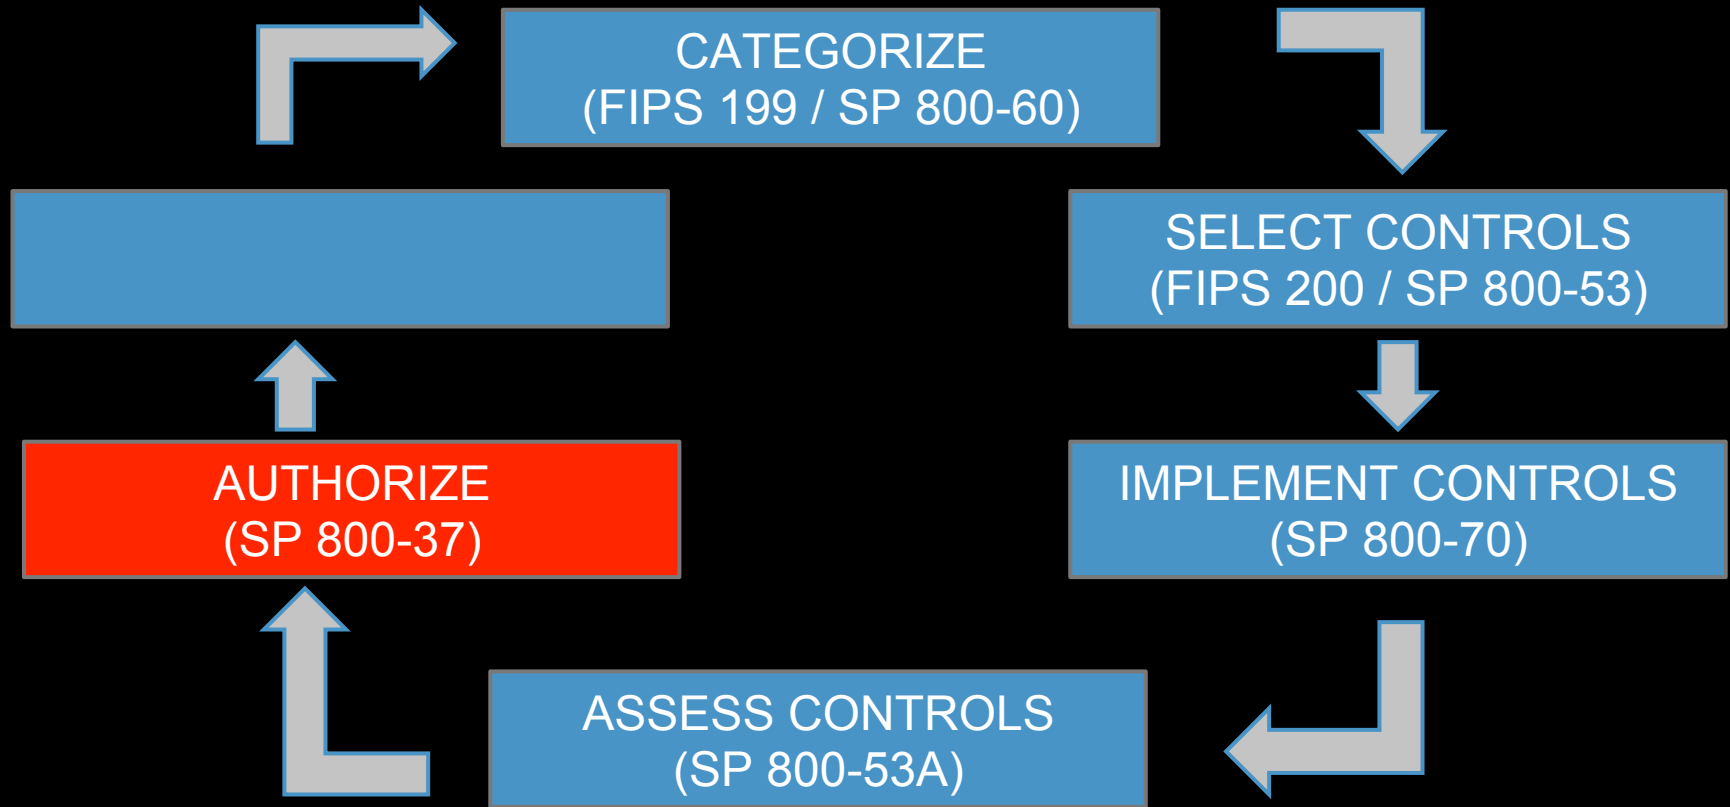 CATEGORIZE
(FIPS 199 / SP 800-60)
SELECT CONTROLS
(FIPS 200 / SP 800-53)
AUTHORIZE
(SP 800-37)
IMPLEMENT CONTROLS
(SP 800-70)
ASSESS CONTROLS
(SP 800-53A)